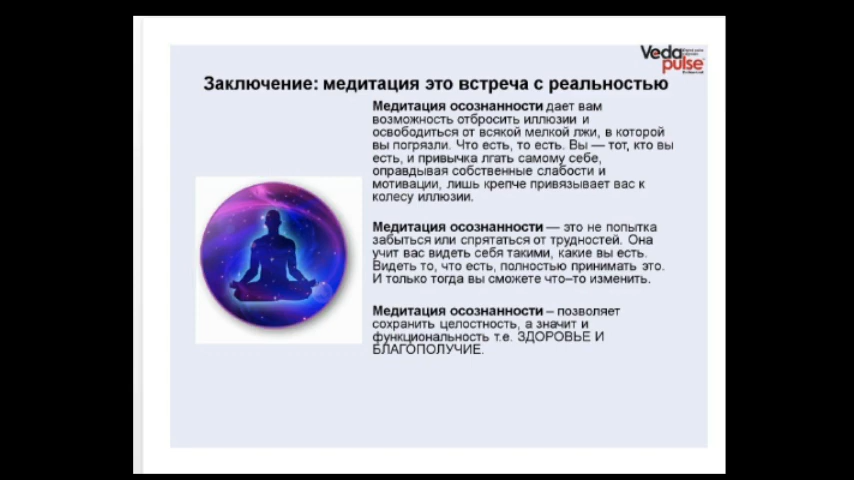 Veda
pulse
Заключение: медитация это встреча с реальностью
Медитация осознанности дает вам
возможность отбросить иллюзии и
освободиться от всякой мелкой лжи, в которой
вы погрязли. Что есть, то есть. Вы — тот, кто вы
есть, и привычка лгать самому себе,
оправдывая собственные слабости и
мотивации, лишь крепче привязывает вас к
колесу иллюзии.
Медитация осознанности — это не попытка
забыться или спрятаться от трудностей. Она
учит вас видеть себя такими, какие вы есть.
Видеть то, что есть, полностью принимать это.
И только тогда вы сможете что–то изменить.
Медитация осознанности – позволяет
сохранить целостность, а значит и
функциональность т.е. ЗДОРОВЬЕ И
БЛАГОПОЛУЧИЕ.